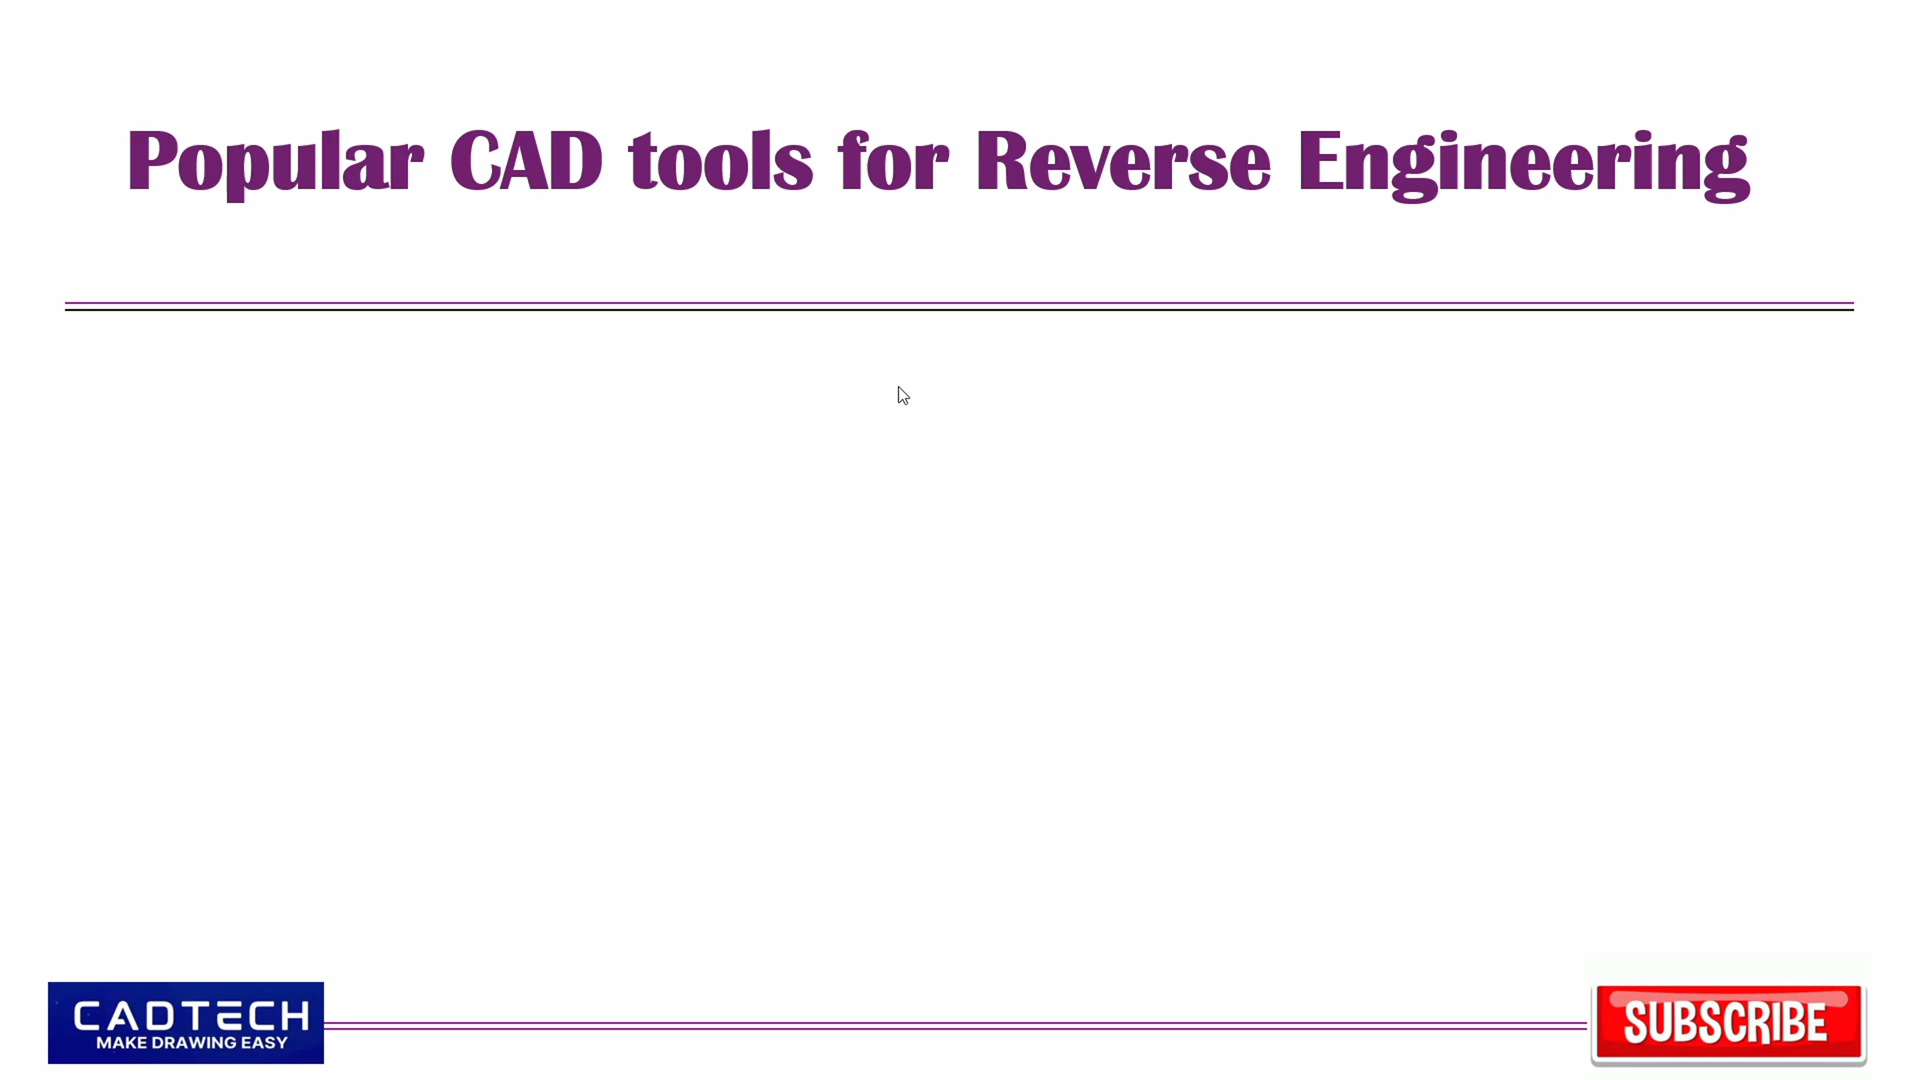 Popular CAD tools for Reverse Engineering
CADTECH
MAKE DRAWING EASY
SUBSCRIBE